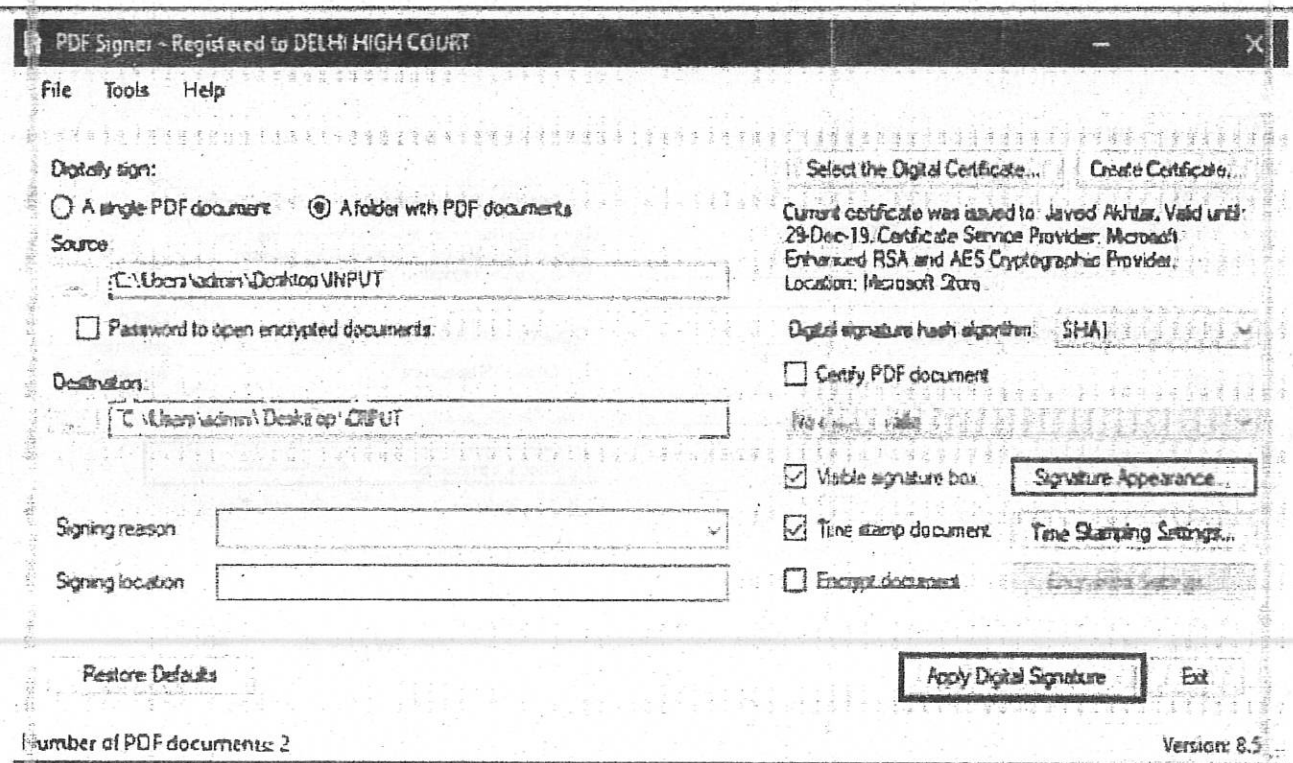 PDF Signer - Registered to DELHI HIGH COURT
File Tools Help
Digitally sign:
A single PDF document A folder with PDF documents
Source:
C:\Users\admin\Desktop\INPUT
Password to open encrypted documents:
Destination:
C:\Users\admin\Desktop\
Signing reason
Signing location
Select the Digital Certificate... Create Certificate...
Current certificate was issued to: Javed Akhtar, Valid until:
29-Dec-19, Certificate Service Provider: Microsoft
Enhanced RSA and AES Cryptographic Provider,
Location: Microsoft Store
Digital signature hash algorithm: SHA1
Certify PDF document
Visible signature box Signature Appearance...
Time stamp document Time Stamping Settings...
Encrypt document
Restore Defaults Apply Digital Signature Exit
Number of PDF documents: 2 Version: 8.5